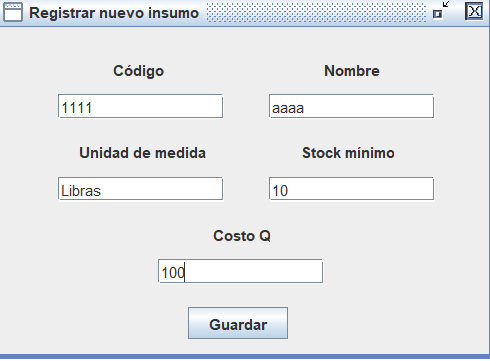 Registrar nuevo insumo
Código Nombre
1111 aaaa
Unidad de medida Stock mínimo
Libras 10
Costo Q
100
Guardar